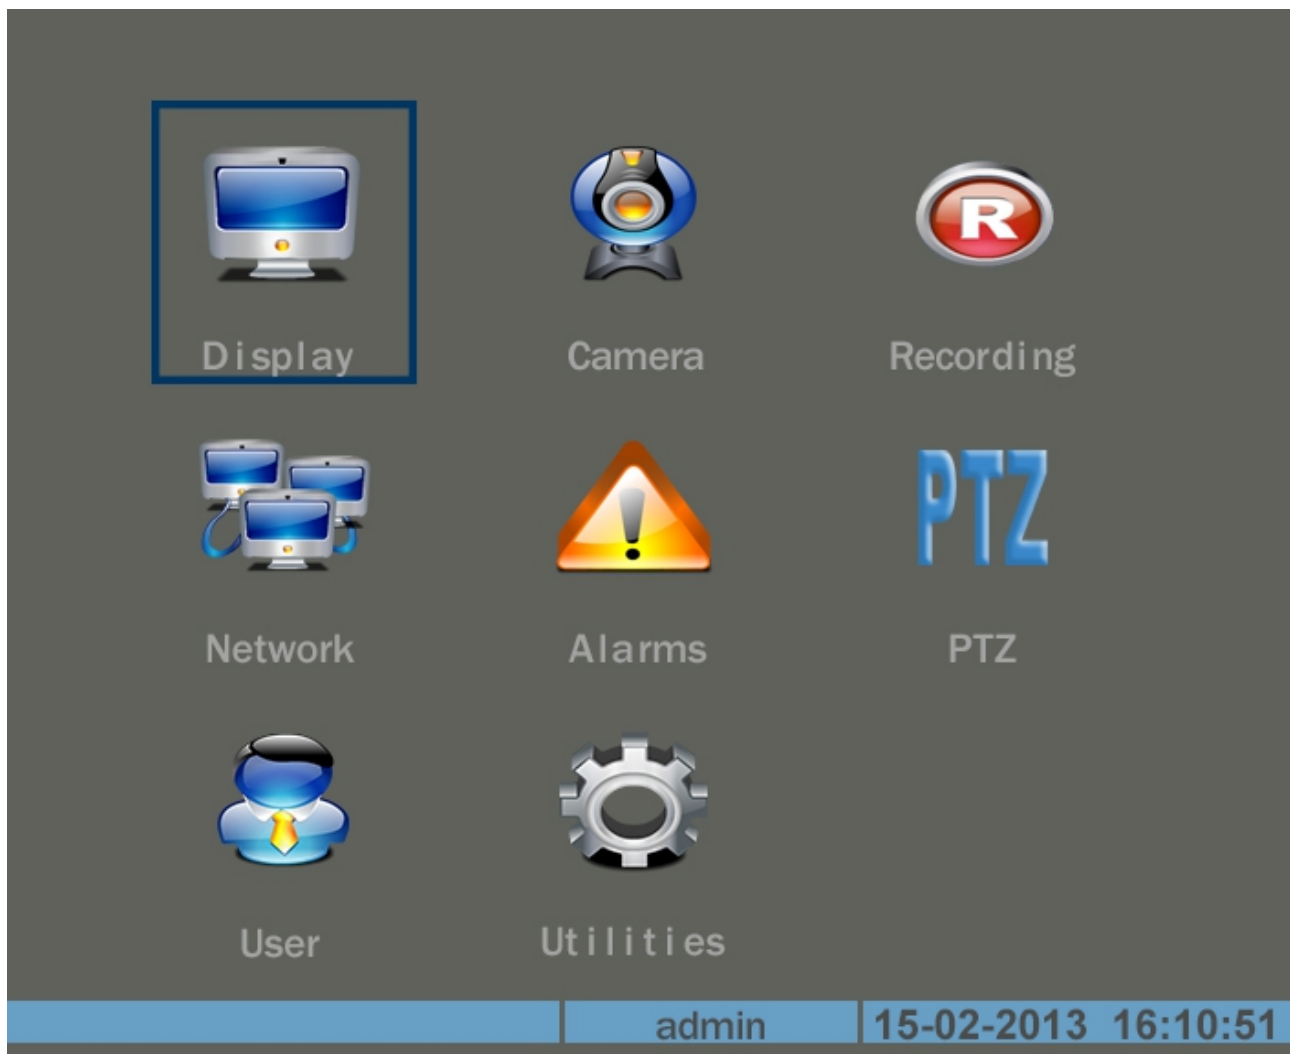 Display Camera Recording
R
PTZ
Network Alarms PTZ
User Utilities
admin 15-02-2013 16:10:51